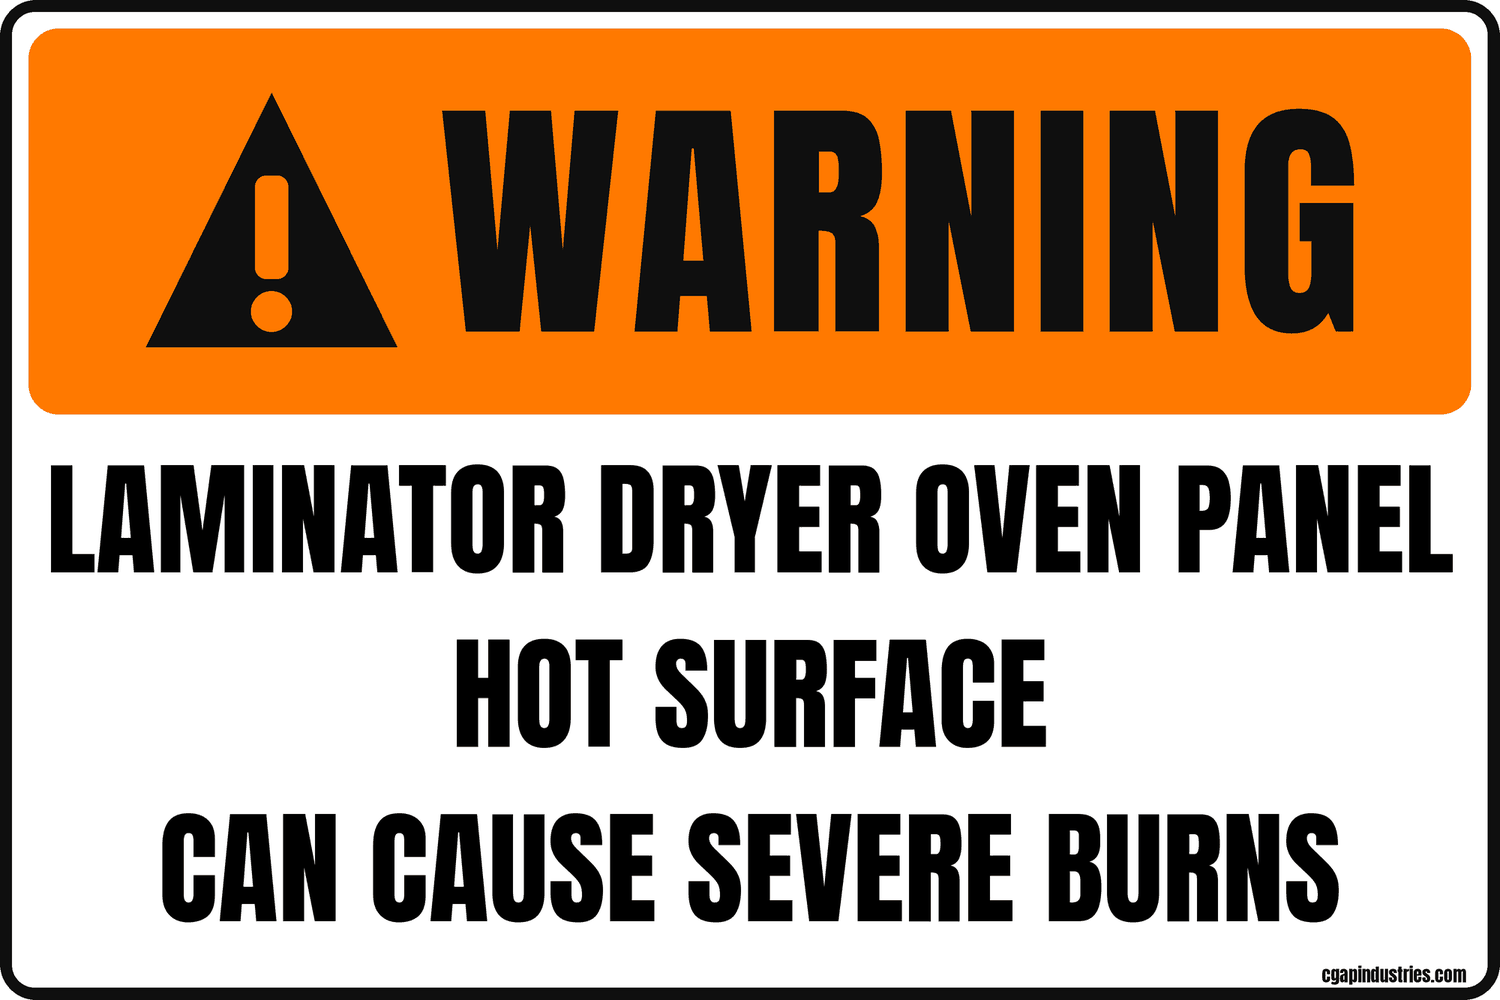 WARNING
LAMINATOR DRYER OVEN PANEL
HOT SURFACE
CAN CAUSE SEVERE BURNS
cgapindustries.com